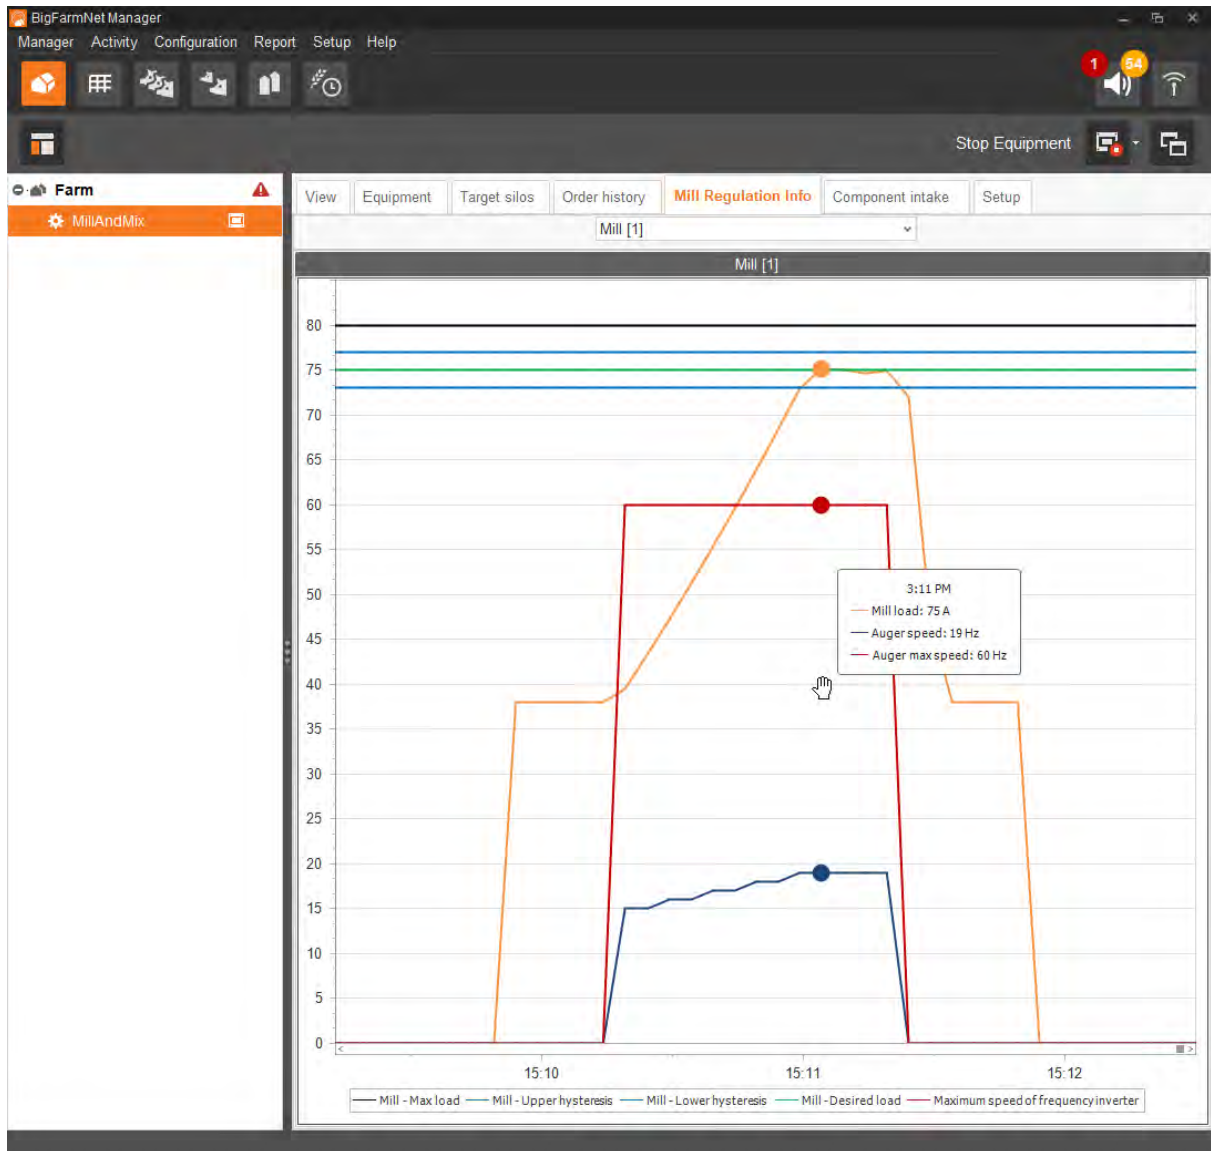 BigFarmNet Manager
Manager Activity Configuration Report Setup Help
1 54
Stop Equipment
Farm
MillAndMix
View Equipment Target silos Order history Mill Regulation Info Component intake Setup
Mill [1]
Mill [1]
80
75
70
65
60
55
50
45
40
35
30
25
20
15
10
5
0
3:11 PM
Mill load: 75 A
Auger speed: 19 Hz
Auger max speed: 60 Hz
15:10 15:11 15:12
Mill - Max load Mill - Upper hysteresis Mill - Lower hysteresis Mill - Desired load Maximum speed of frequency inverter